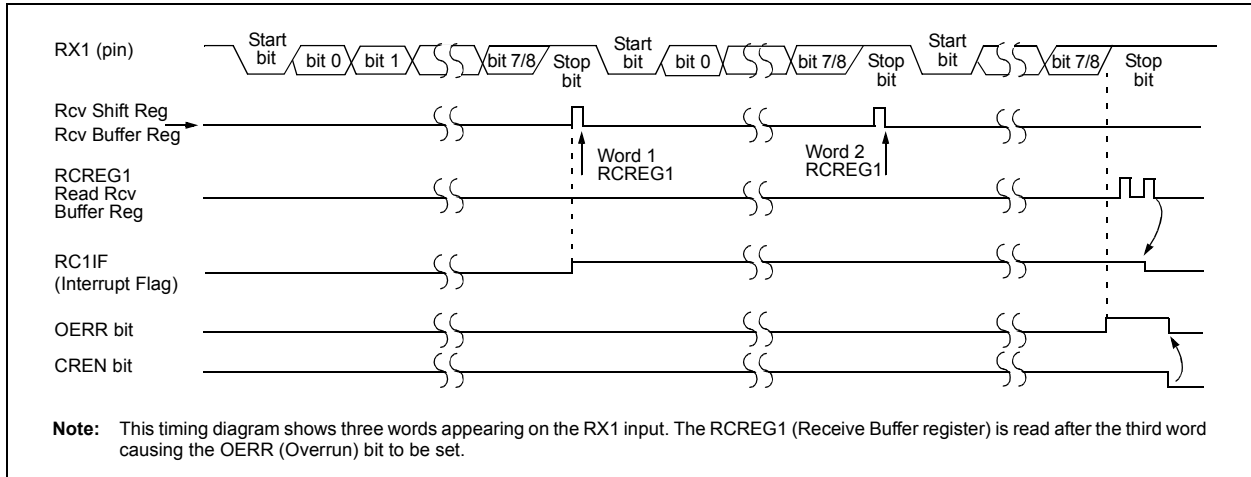 RX1 (pin)
Start bit
bit 0
bit 1
bit 7/8
Stop bit
Start bit
bit 0
bit 7/8
Stop bit
Start bit
bit 7/8
Stop bit
Rcv Shift Reg
Rcv Buffer Reg
Word 1
RCREG1
Word 2
RCREG1
RCREG1
Read Rcv
Buffer Reg
RC1IF
(Interrupt Flag)
OERR bit
CREN bit
Note: This timing diagram shows three words appearing on the RX1 input. The RCREG1 (Receive Buffer register) is read after the third word
causing the OERR (Overrun) bit to be set.